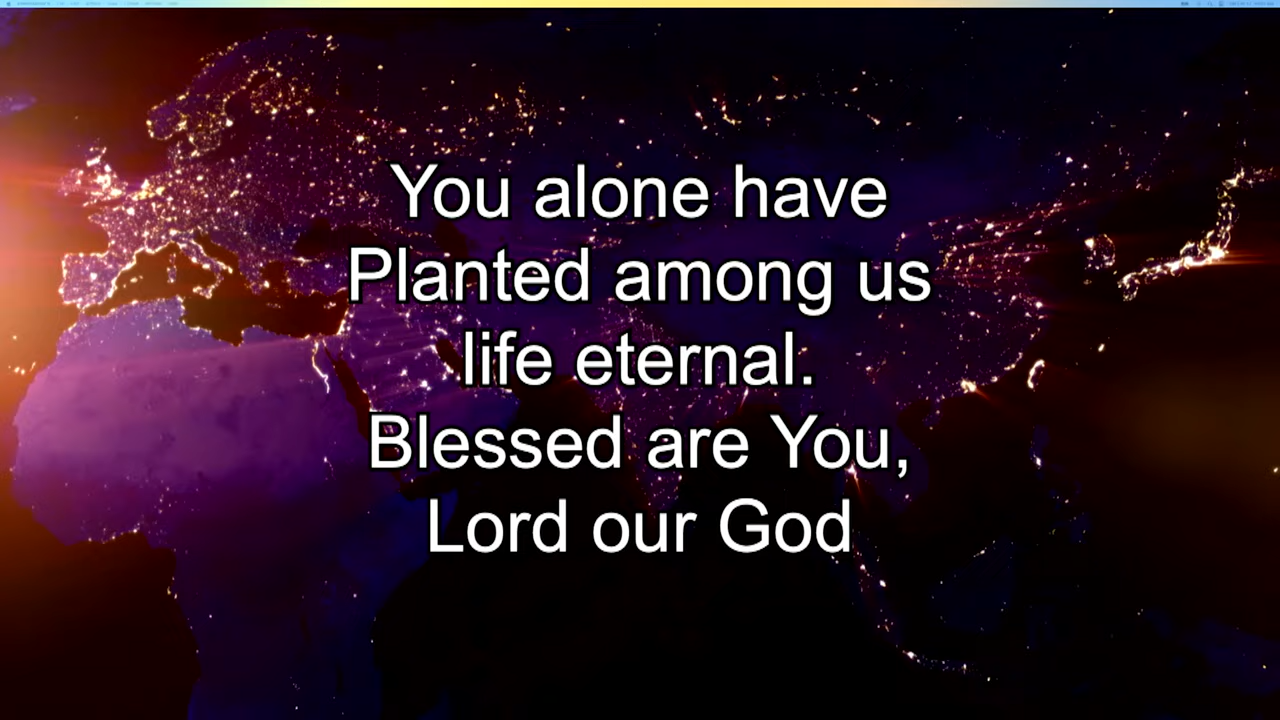 You alone have
Planted among us
life eternal.
Blessed are You,
Lord our God